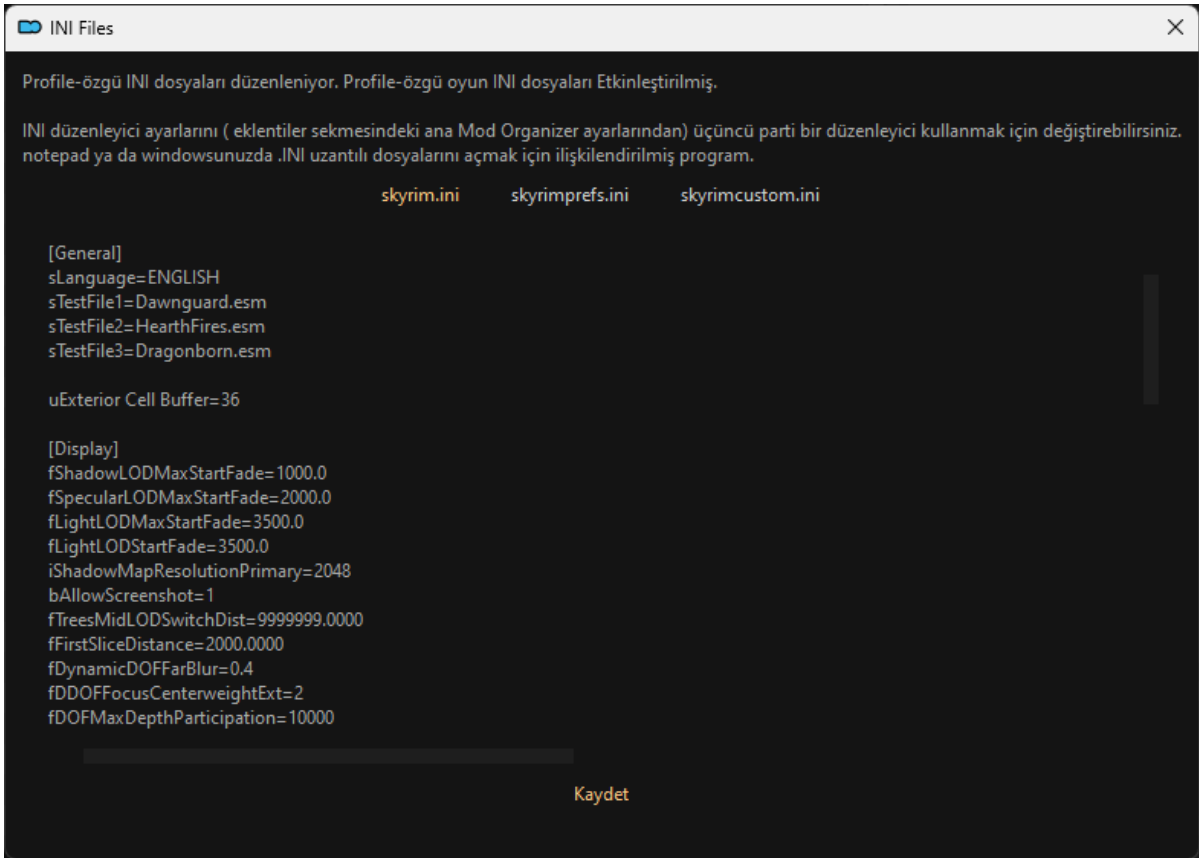 INI Files
Profile-özgü INI dosyaları düzenleniyor. Profile-özgü oyun INI dosyaları Etkinleştirilmiş.
INI düzenleyici ayarlarını ( eklentiler sekmesindeki ana Mod Organizer ayarlarından) üçüncü parti bir düzenleyici kullanmak için değiştirebilirsiniz.
notepad ya da windowsunuzda .INI uzantılı dosyalarını açmak için ilişkilendirilmiş program.
skyrim.ini skyrimprefs.ini skyrimcustom.ini
[General]
sLanguage=ENGLISH
sTestFile1=Dawnguard.esm
sTestFile2=HearthFires.esm
sTestFile3=Dragonborn.esm
uExterior Cell Buffer=36
[Display]
fShadowLODMaxStartFade=1000.0
fSpecularLODMaxStartFade=2000.0
fLightLODMaxStartFade=3500.0
fLightLODStartFade=3500.0
iShadowMapResolutionPrimary=2048
bAllowScreenshot=1
fTreesMidLODSwitchDist=9999999.0000
fFirstSliceDistance=2000.0000
fDynamicDOFFarBlur=0.4
fDDOFFocusCenterweightExt=2
fDOFMaxDepthParticipation=10000
Kaydet